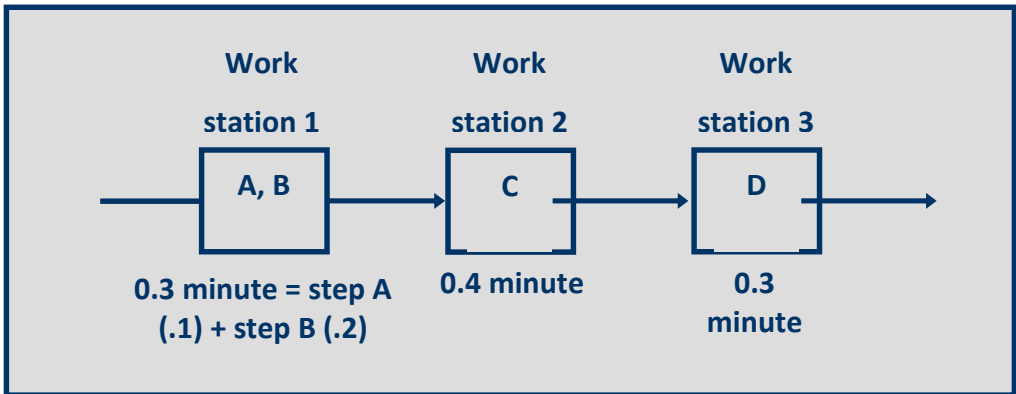 Work
station 1
Work
station 2
Work
station 3
A, B
C
D
0.3 minute = step A
(.1) + step B (.2)
0.4 minute
0.3
minute